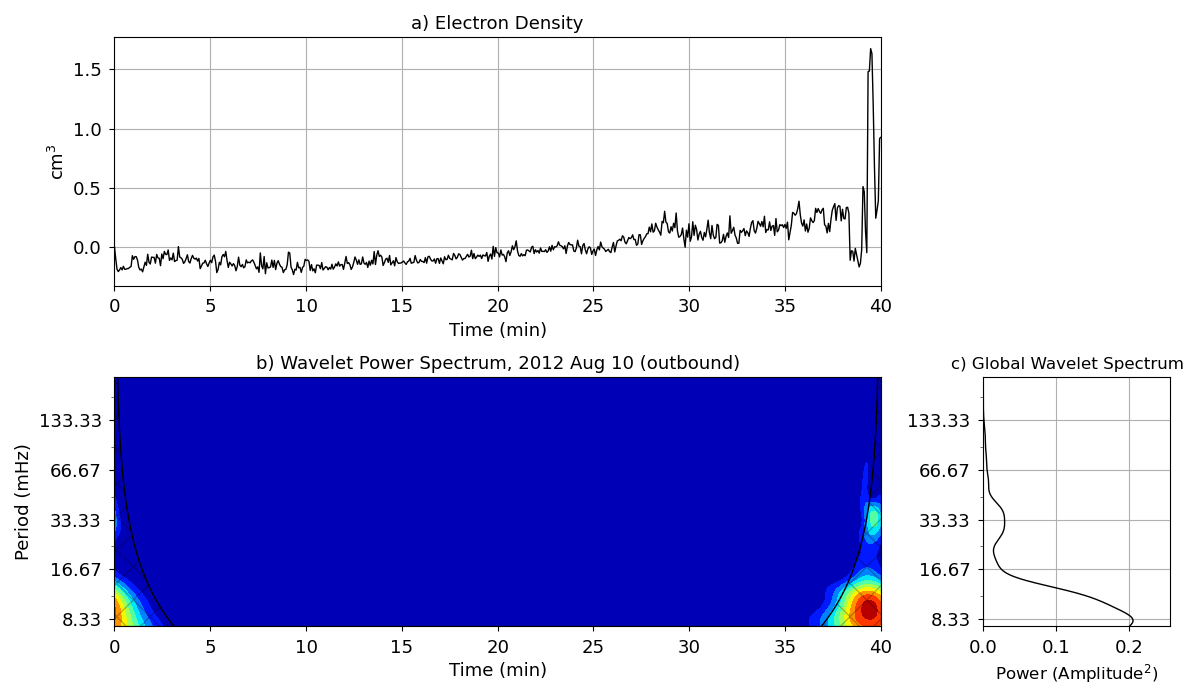 a) Electron Density
1.5
1.0
0.5
0.0
cm³
0 5 10 15 20 25 30 35 40
Time (min)
b) Wavelet Power Spectrum, 2012 Aug 10 (outbound)
133.33
66.67
33.33
16.67
8.33
Period (mHz)
0 5 10 15 20 25 30 35 40
Time (min)
c) Global Wavelet Spectrum
133.33
66.67
33.33
16.67
8.33
0.0 0.1 0.2
Power (Amplitude²)